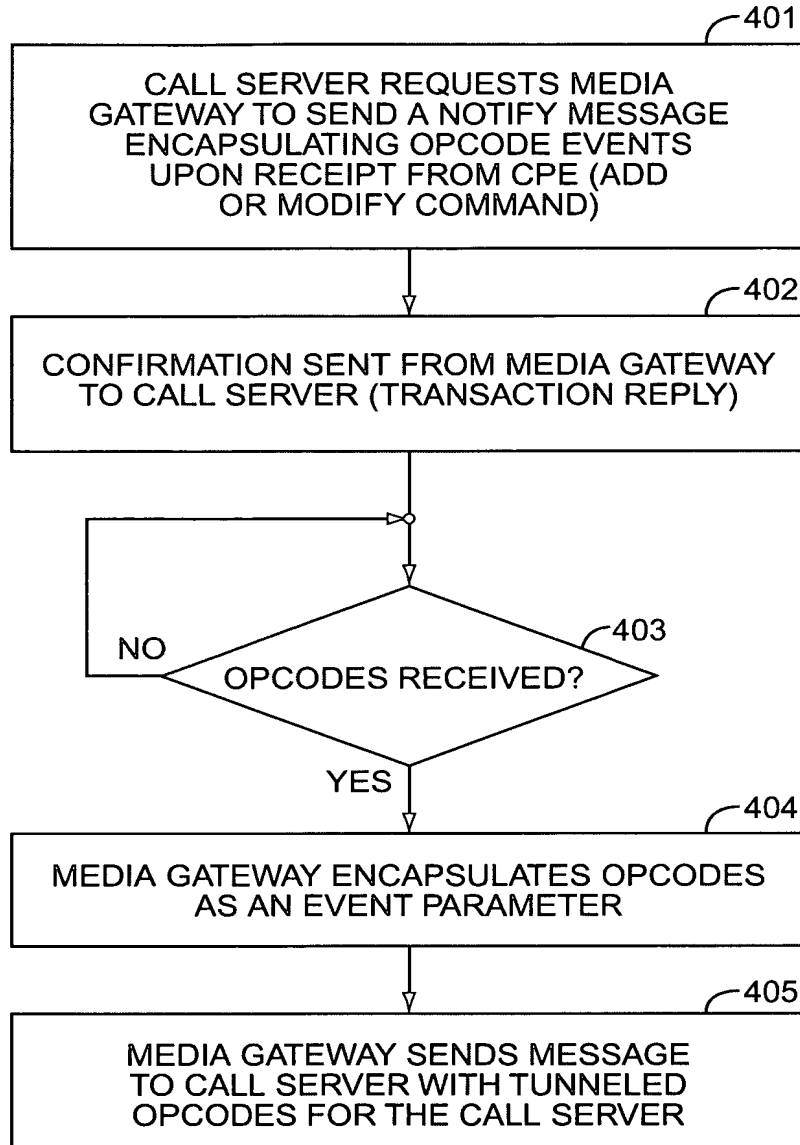 401
CALL SERVER REQUESTS MEDIA
GATEWAY TO SEND A NOTIFY MESSAGE
ENCAPSULATING OPCODE EVENTS
UPON RECEIPT FROM CPE (ADD
OR MODIFY COMMAND)
402
CONFIRMATION SENT FROM MEDIA GATEWAY
TO CALL SERVER (TRANSACTION REPLY)
403
NO
OPCODES RECEIVED?
YES
404
MEDIA GATEWAY ENCAPSULATES OPCODES
AS AN EVENT PARAMETER
405
MEDIA GATEWAY SENDS MESSAGE
TO CALL SERVER WITH TUNNELED
OPCODES FOR THE CALL SERVER